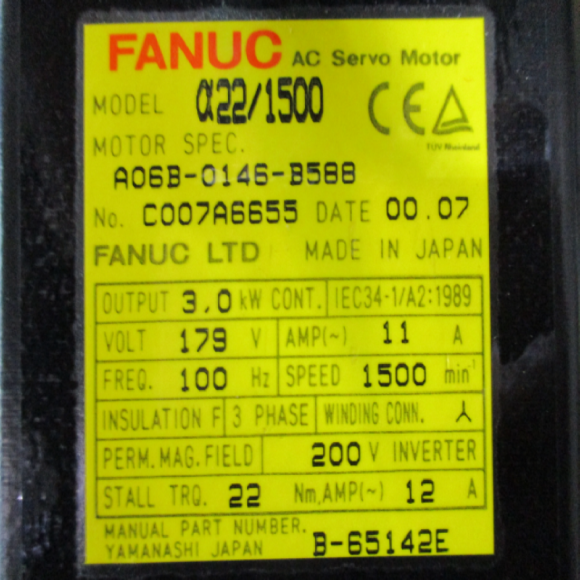 FANUC AC Servo Motor
MODEL α22/1500 CE
TÜV Rheinland
MOTOR SPEC.
A06B-0146-B588
No. C007A6655 DATE 00.07
FANUC LTD MADE IN JAPAN
OUTPUT 3.0 kW CONT. IEC34-1/A2:1989
VOLT 179 V AMP(~) 11 A
FREQ. 100 Hz SPEED 1500 min⁻¹
INSULATION F 3 PHASE WINDING CONN.
PERM.MAG.FIELD 200 V INVERTER
STALL TRQ. 22 Nm,AMP(~) 12 A
MANUAL PART NUMBER.
YAMANASHI JAPAN B-65142E